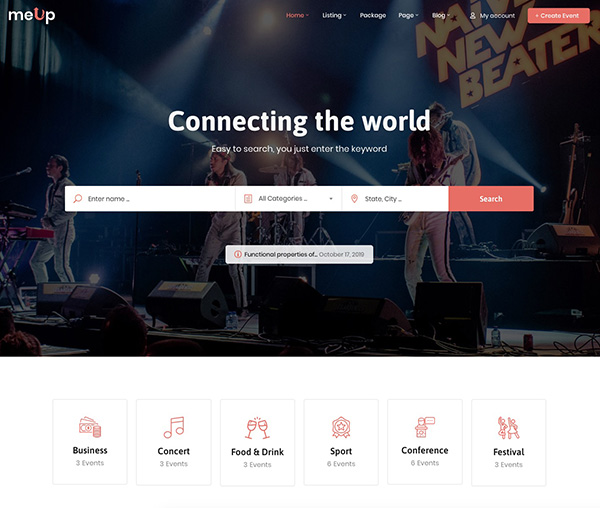 meUp
Home Listing Package Page Blog My account + Create Event
NATIVE NEW BEATER
Connecting the world
Easy to search, you just enter the keyword
Enter name ... All Categories ... State, City ... Search
Functional properties of... October 17, 2019
Business Concert Food & Drink Sport Conference Festival
3 Events 3 Events 3 Events 6 Events 6 Events 3 Events